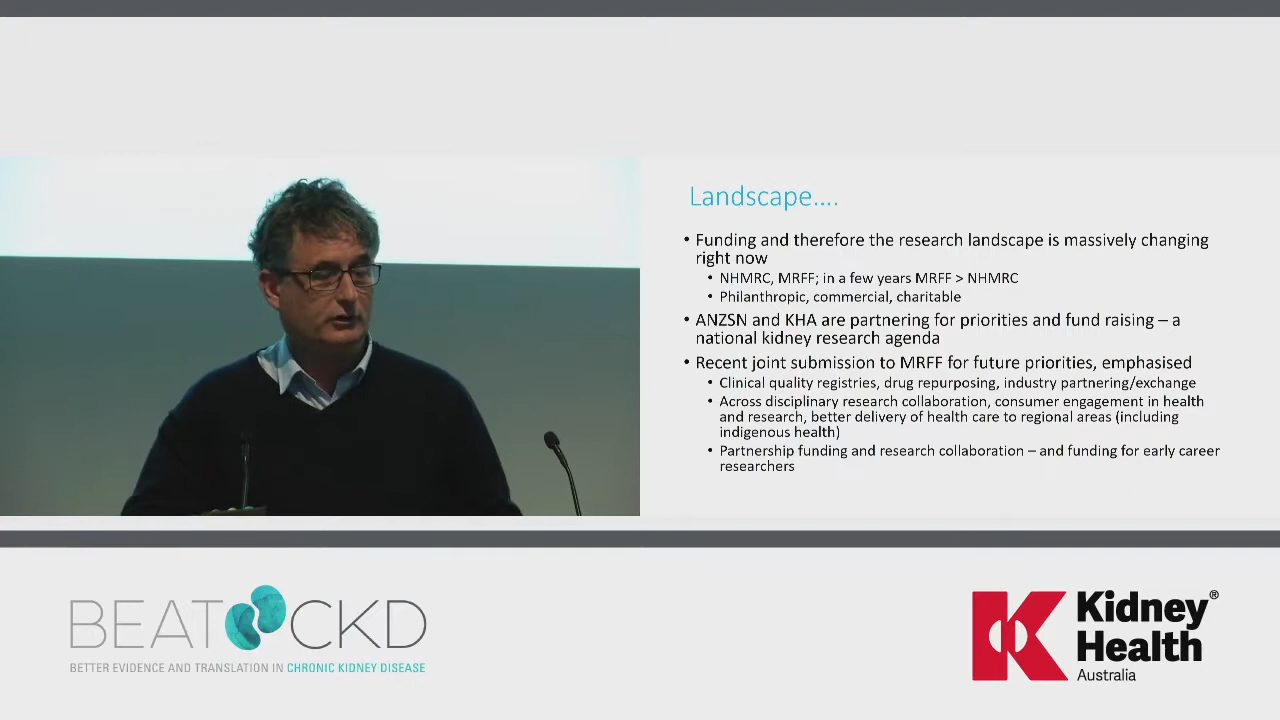 Landscape....
• Funding and therefore the research landscape is massively changing
right now
• NHMRC, MRFF; in a few years MRFF > NHMRC
• Philanthropic, commercial, charitable
• ANZSN and KHA are partnering for priorities and fund raising – a
national kidney research agenda
• Recent joint submission to MRFF for future priorities, emphasised
• Clinical quality registries, drug repurposing, industry partnering/exchange
• Across disciplinary research collaboration, consumer engagement in health
and research, better delivery of health care to regional areas (including
indigenous health)
• Partnership funding and research collaboration – and funding for early career
researchers
BEAT CKD
BETTER EVIDENCE AND TRANSLATION IN CHRONIC KIDNEY DISEASE
Kidney®
Health
Australia